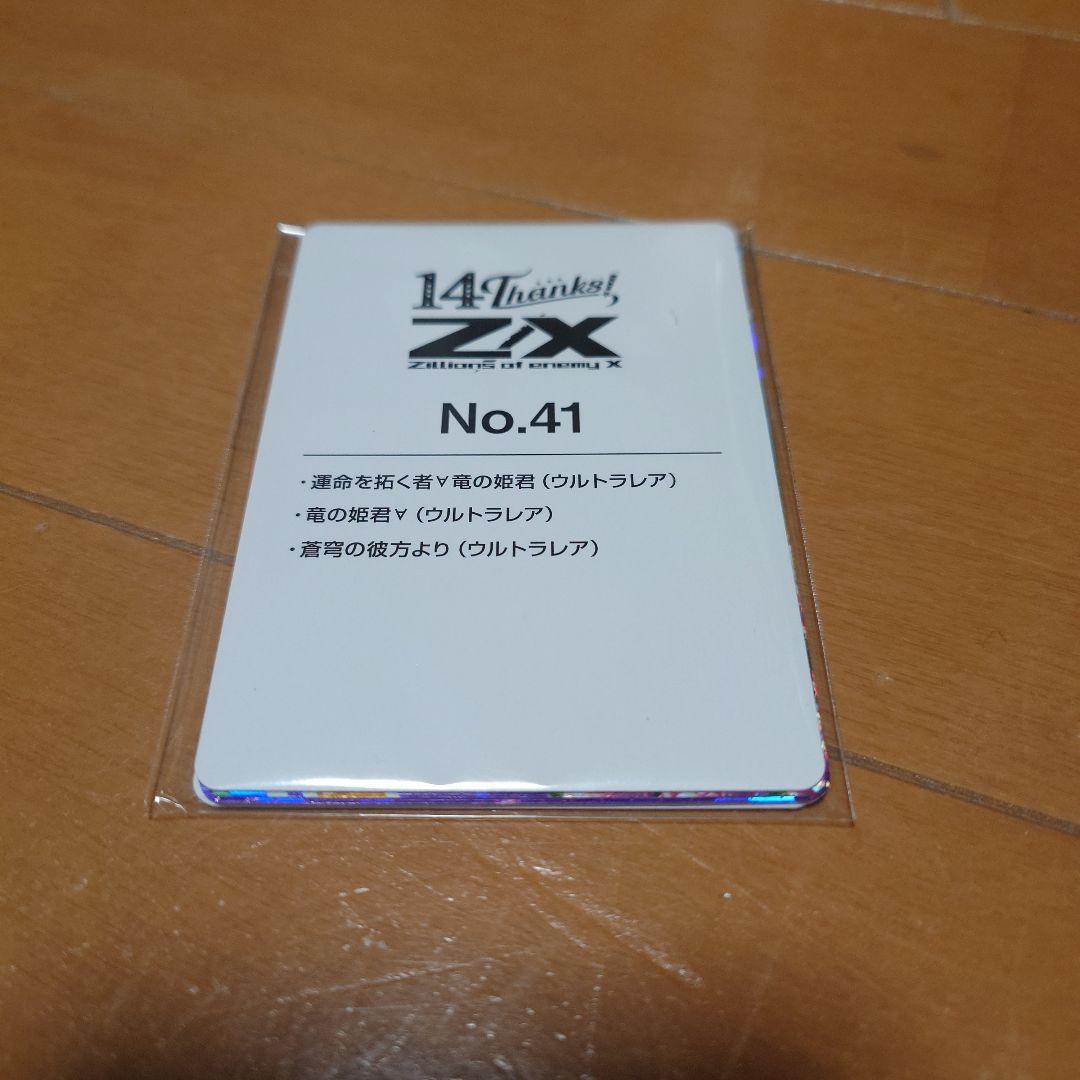 14 Thanks!
Z/X
Zillions of enemy X
No.41
・運命を拓く者∀竜の姫君(ウルトラレア)
・竜の姫君∀(ウルトラレア)
・蒼穹の彼方より(ウルトラレア)